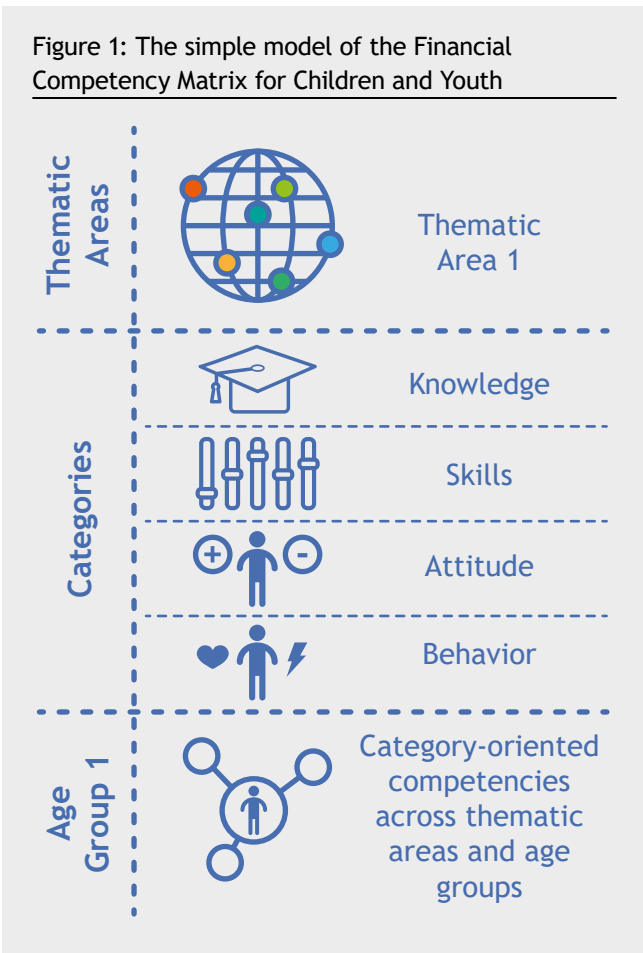 Figure 1: The simple model of the Financial
Competency Matrix for Children and Youth
Thematic
Areas
Thematic
Area 1
Categories
Knowledge
Skills
+
-
Attitude
Behavior
Age
Group 1
Category-oriented
competencies
across thematic
areas and age
groups